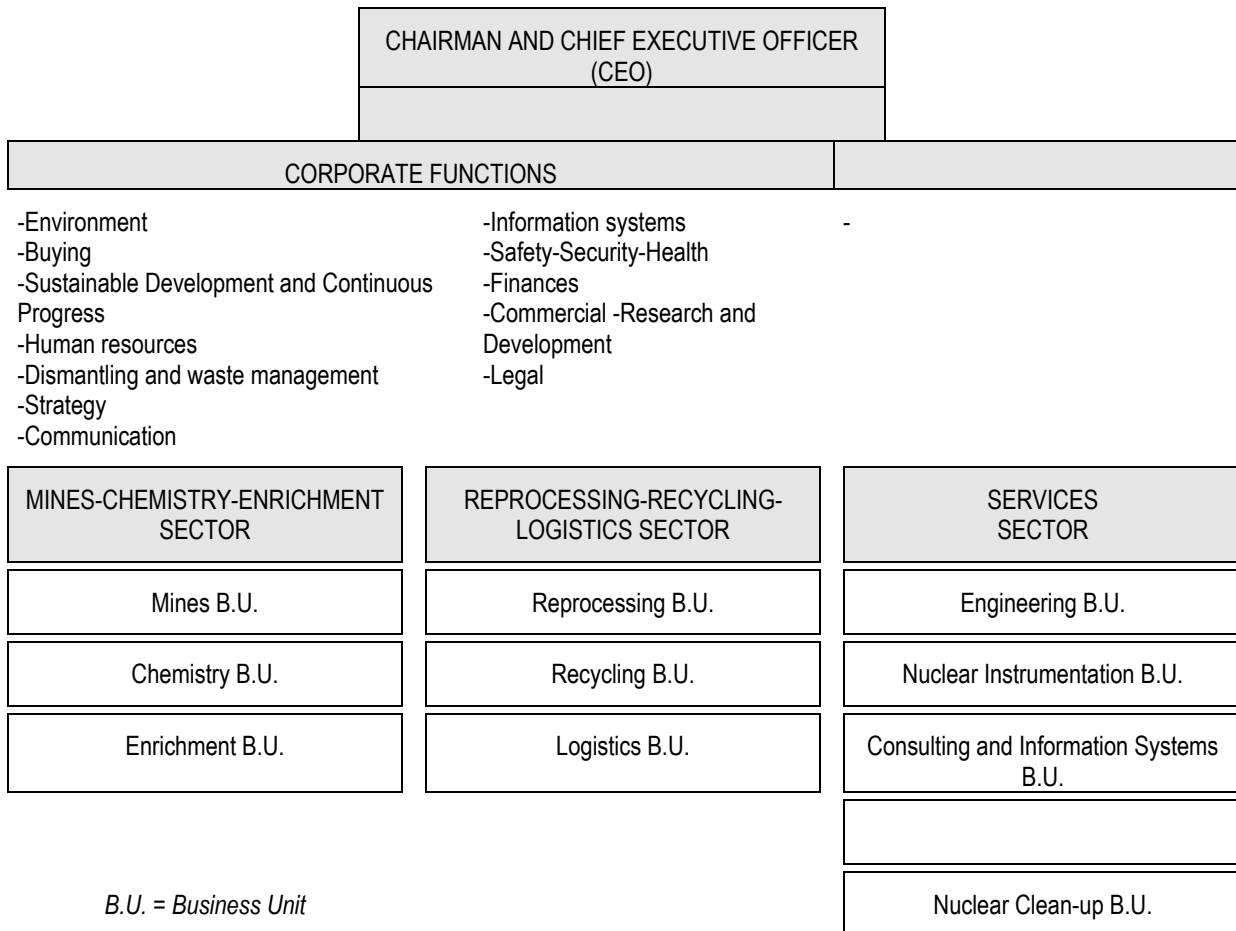 CHAIRMAN AND CHIEF EXECUTIVE OFFICER
(CEO)
CORPORATE FUNCTIONS
-Environment
-Buying
-Sustainable Development and Continuous
Progress
-Human resources
-Dismantling and waste management
-Strategy
-Communication
-Information systems
-Safety-Security-Health
-Finances
-Commercial -Research and
Development
-Legal
-
MINES-CHEMISTRY-ENRICHMENT
SECTOR
Mines B.U.
Chemistry B.U.
Enrichment B.U.
REPROCESSING-RECYCLING-
LOGISTICS SECTOR
Reprocessing B.U.
Recycling B.U.
Logistics B.U.
SERVICES
SECTOR
Engineering B.U.
Nuclear Instrumentation B.U.
Consulting and Information Systems
B.U.
Nuclear Clean-up B.U.
B.U. = Business Unit